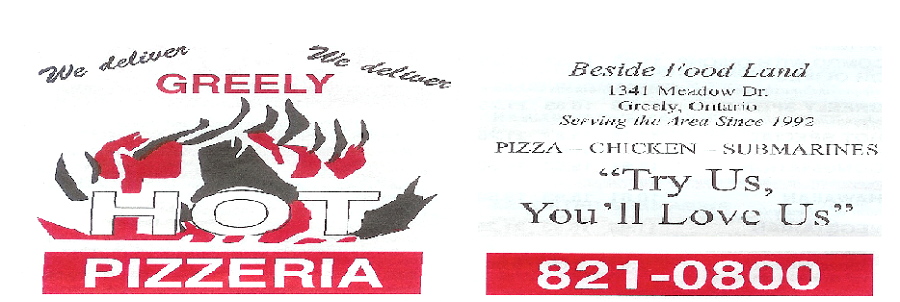 We deliver We deliver
GREELY
HOT
PIZZERIA
Beside Food Land
1341 Meadow Dr.
Greely, Ontario
Serving the Area Since 1992
PIZZA – CHICKEN – SUBMARINES
“Try Us,
You’ll Love Us”
821-0800